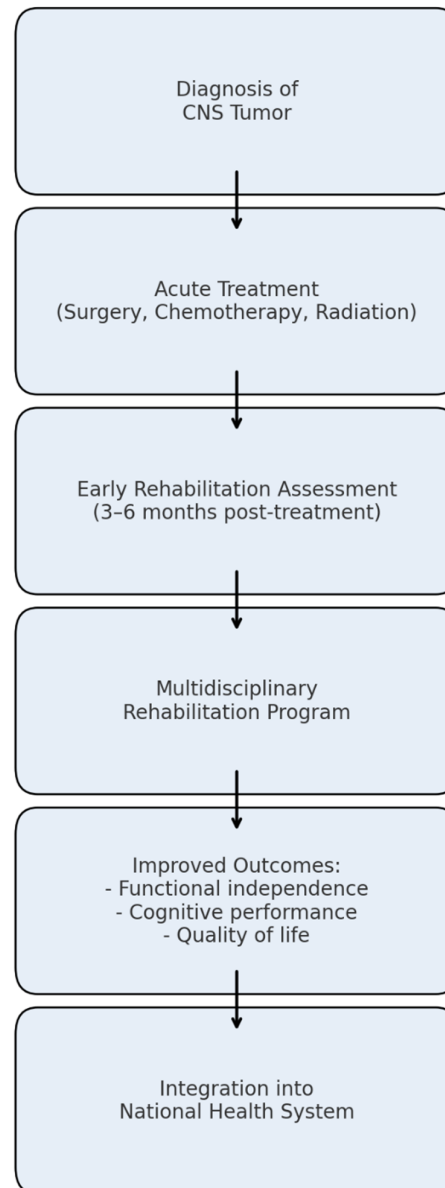 Diagnosis of
CNS Tumor
Acute Treatment
(Surgery, Chemotherapy, Radiation)
Early Rehabilitation Assessment
(3–6 months post-treatment)
Multidisciplinary
Rehabilitation Program
Improved Outcomes:
- Functional independence
- Cognitive performance
- Quality of life
Integration into
National Health System